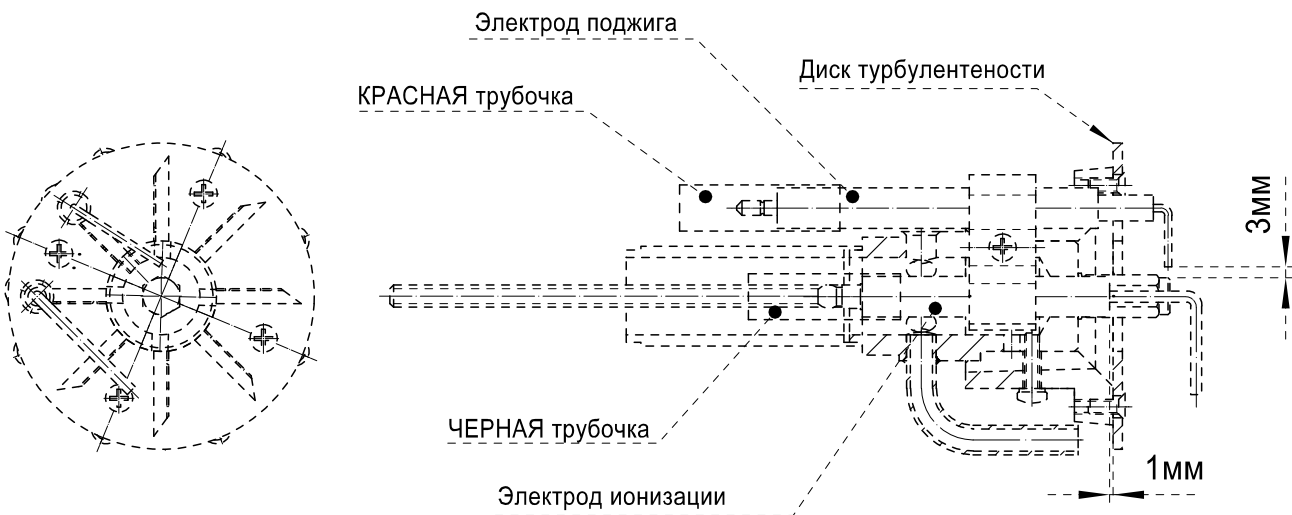 Электрод поджига
Диск турбулентености
КРАСНАЯ трубочка
3мм
ЧЕРНАЯ трубочка
1мм
Электрод ионизации